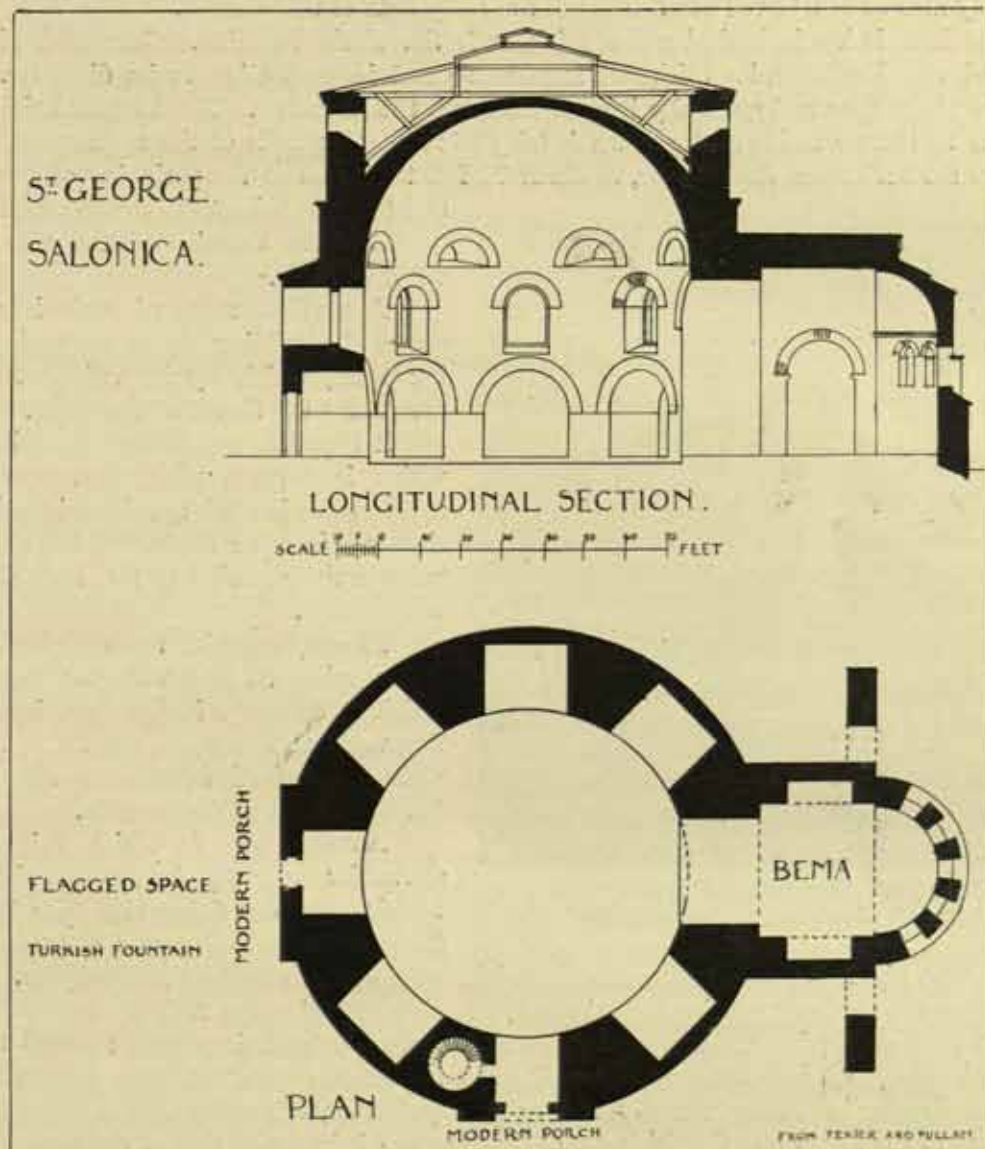 ST GEORGE
SALONICA.
LONGITUDINAL SECTION.
SCALE FEET
MODERN PORCH
FLAGGED SPACE
TURKISH FOUNTAIN
BEMA
PLAN
MODERN PORCH
FROM TEXIER AND PULLAN